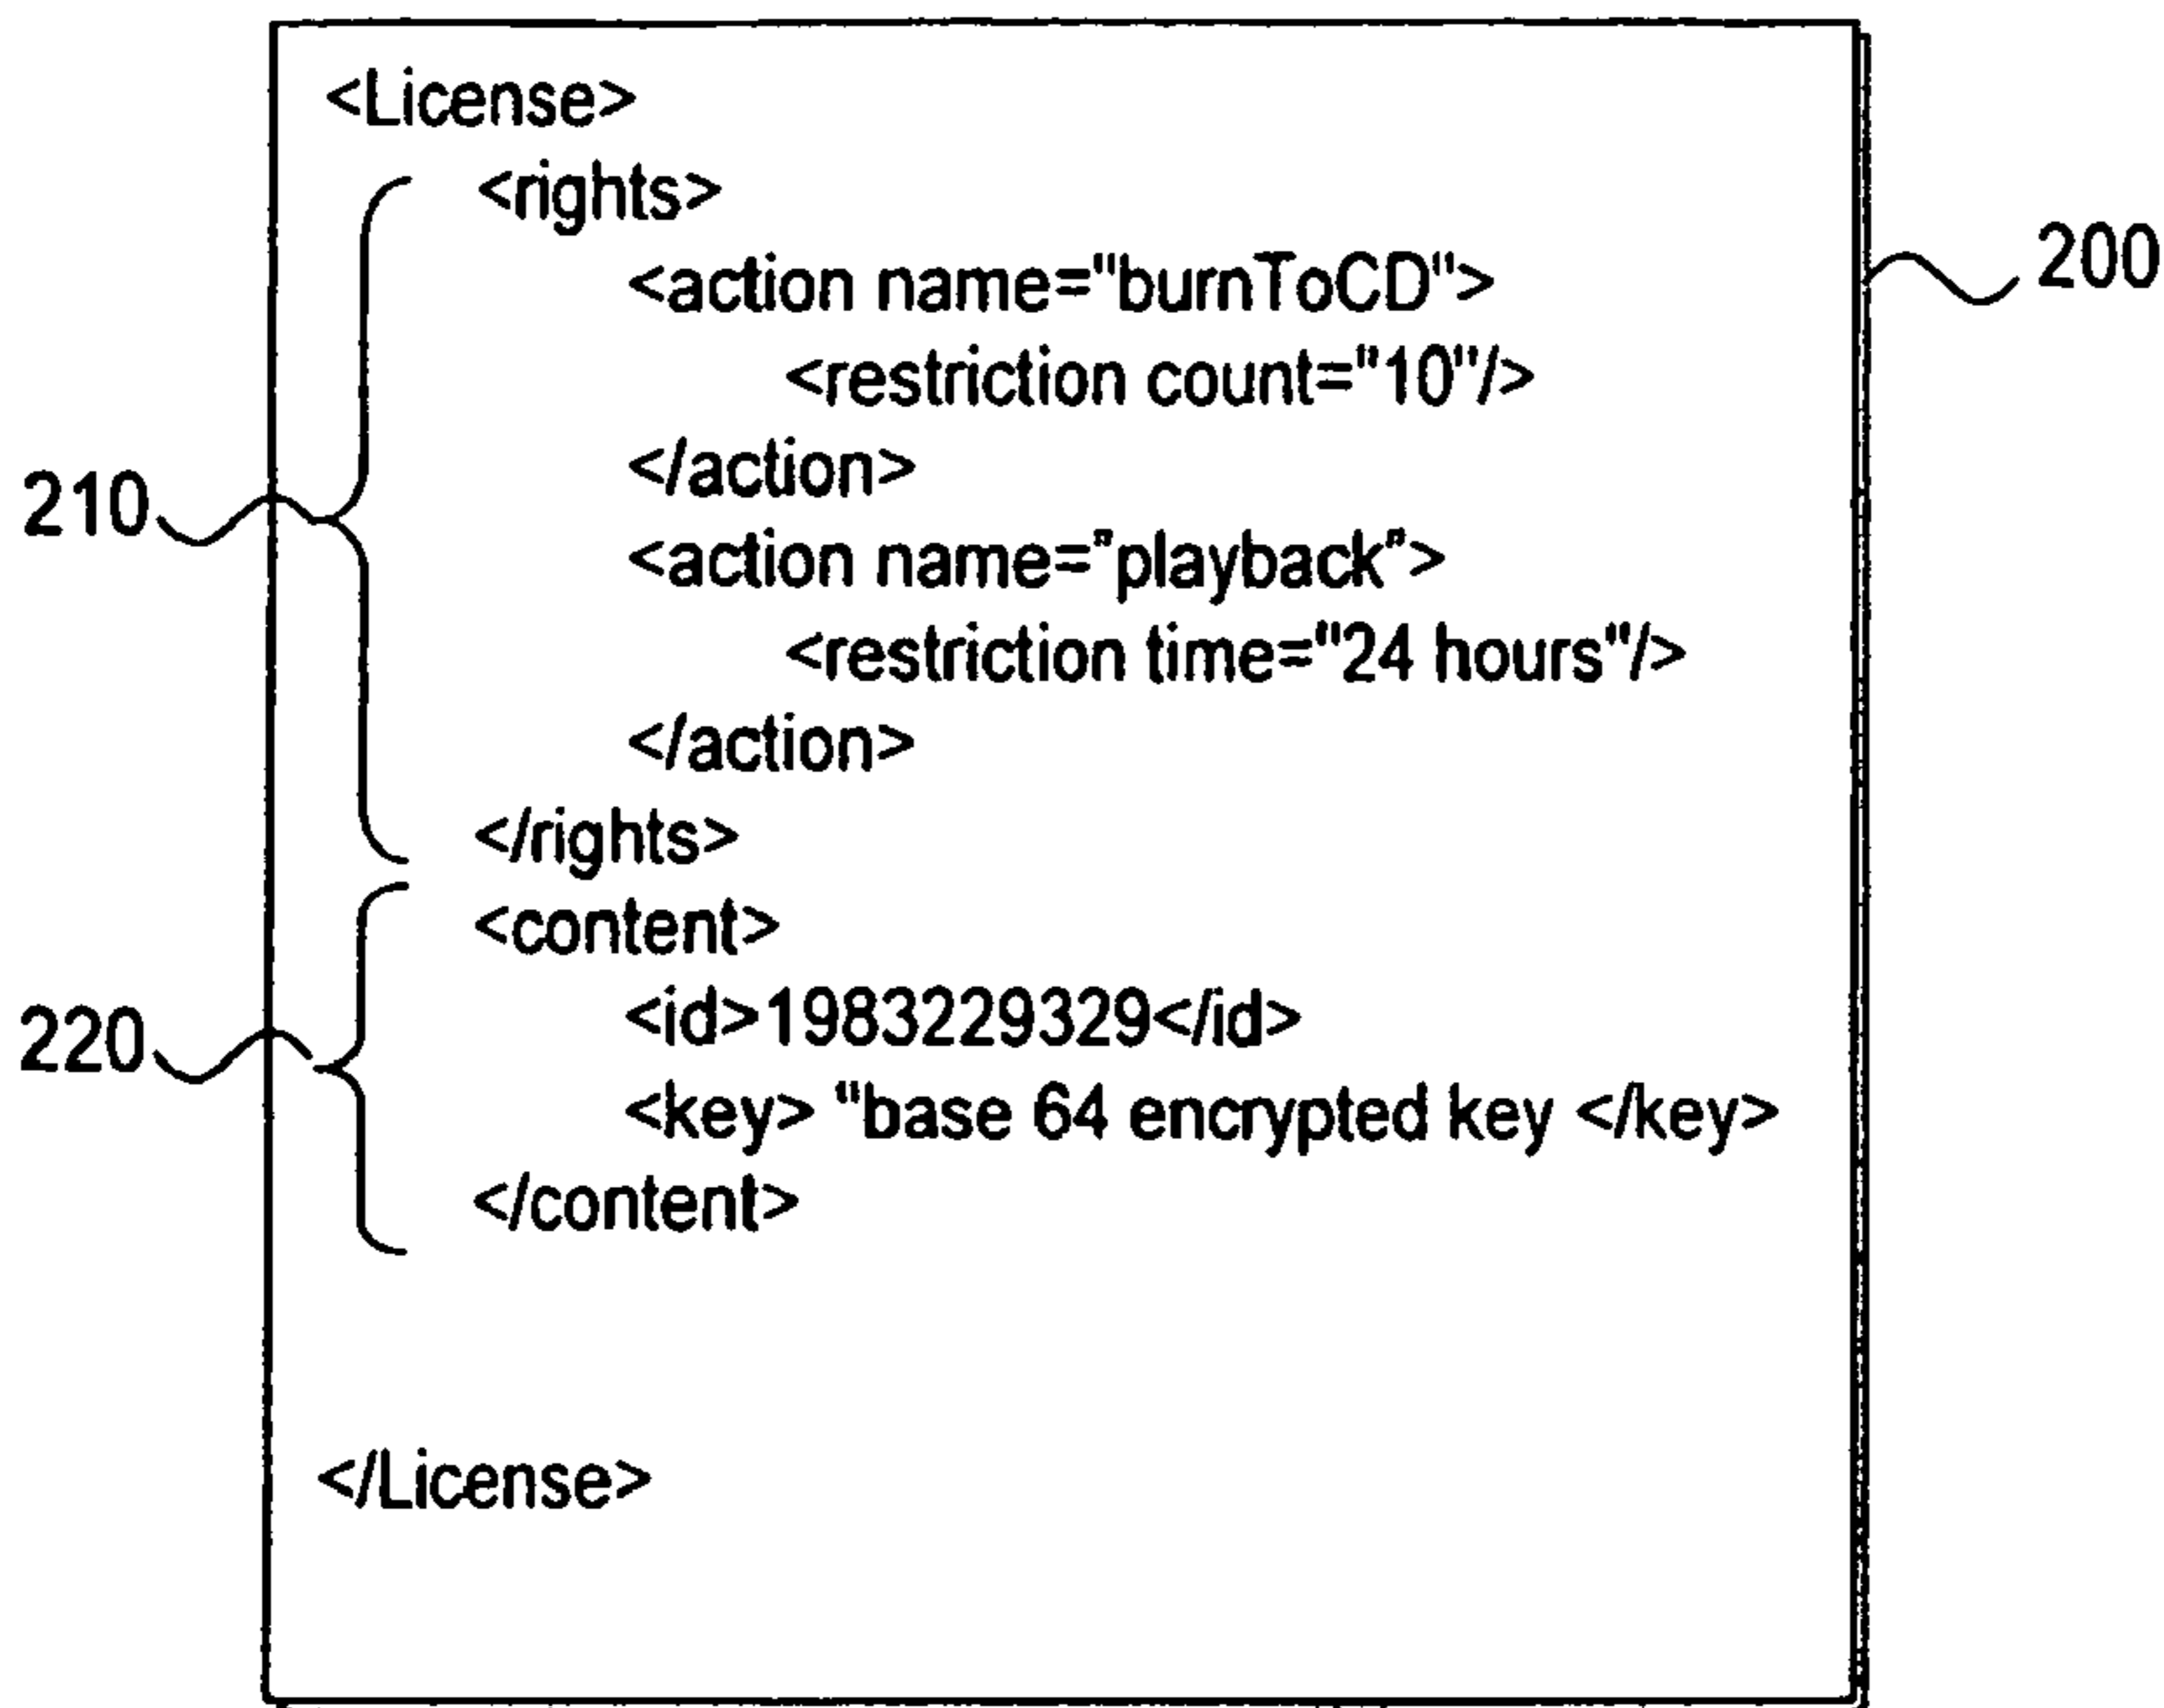 <License>
<rights>
<action name="burnToCD">
200
<restriction count="10"/>
</action>
210
<action name="playback">
<restriction time="24 hours"/>
</action>
</rights>
<content>
<id>1983229329</id>
220
<key> "base 64 encrypted key </key>
</content>
</License>